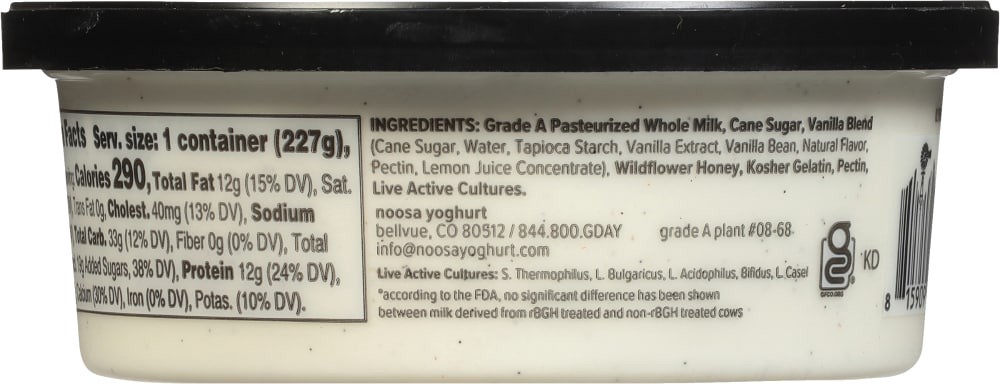 Facts Serv. size: 1 container (227g),
Calories 290, Total Fat 12g (15% DV), Sat.
Trans Fat 0g, Cholest. 40mg (13% DV), Sodium
Total Carb. 33g (12% DV), Fiber 0g (0% DV), Total
Added Sugars, 38% DV), Protein 12g (24% DV),
Calcium (30% DV), Iron (0% DV), Potas. (10% DV).
INGREDIENTS: Grade A Pasteurized Whole Milk, Cane Sugar, Vanilla Blend
(Cane Sugar, Water, Tapioca Starch, Vanilla Extract, Vanilla Bean, Natural Flavor,
Pectin, Lemon Juice Concentrate), Wildflower Honey, Kosher Gelatin, Pectin,
Live Active Cultures.
noosa yoghurt
bellvue, CO 80512 / 844.800.GDAY grade A plant #08-68
info@noosayoghurt.com
Live Active Cultures: S. Thermophilus, L. Bulgaricus, L. Acidophilus, Bifidus, L. Casei
*according to the FDA, no significant difference has been shown
between milk derived from rBGH treated and non-rBGH treated cows
GFCO.ORG
KD
8 15909